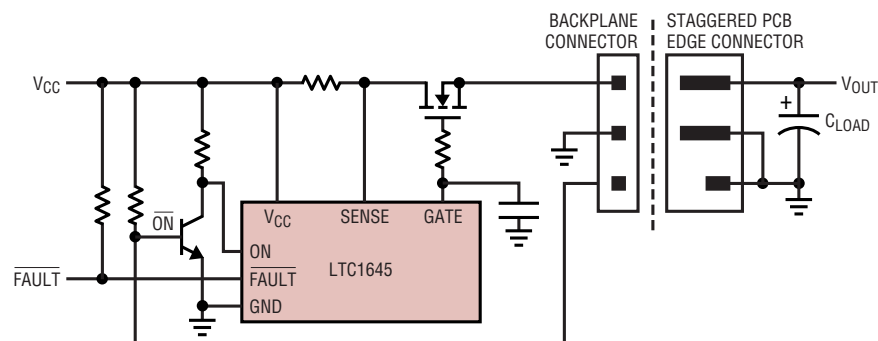 BACKPLANE
CONNECTOR
STAGGERED PCB
EDGE CONNECTOR
VCC
VOUT
+
CLOAD
ON
VCC
SENSE
GATE
ON
FAULT
LTC1645
FAULT
GND